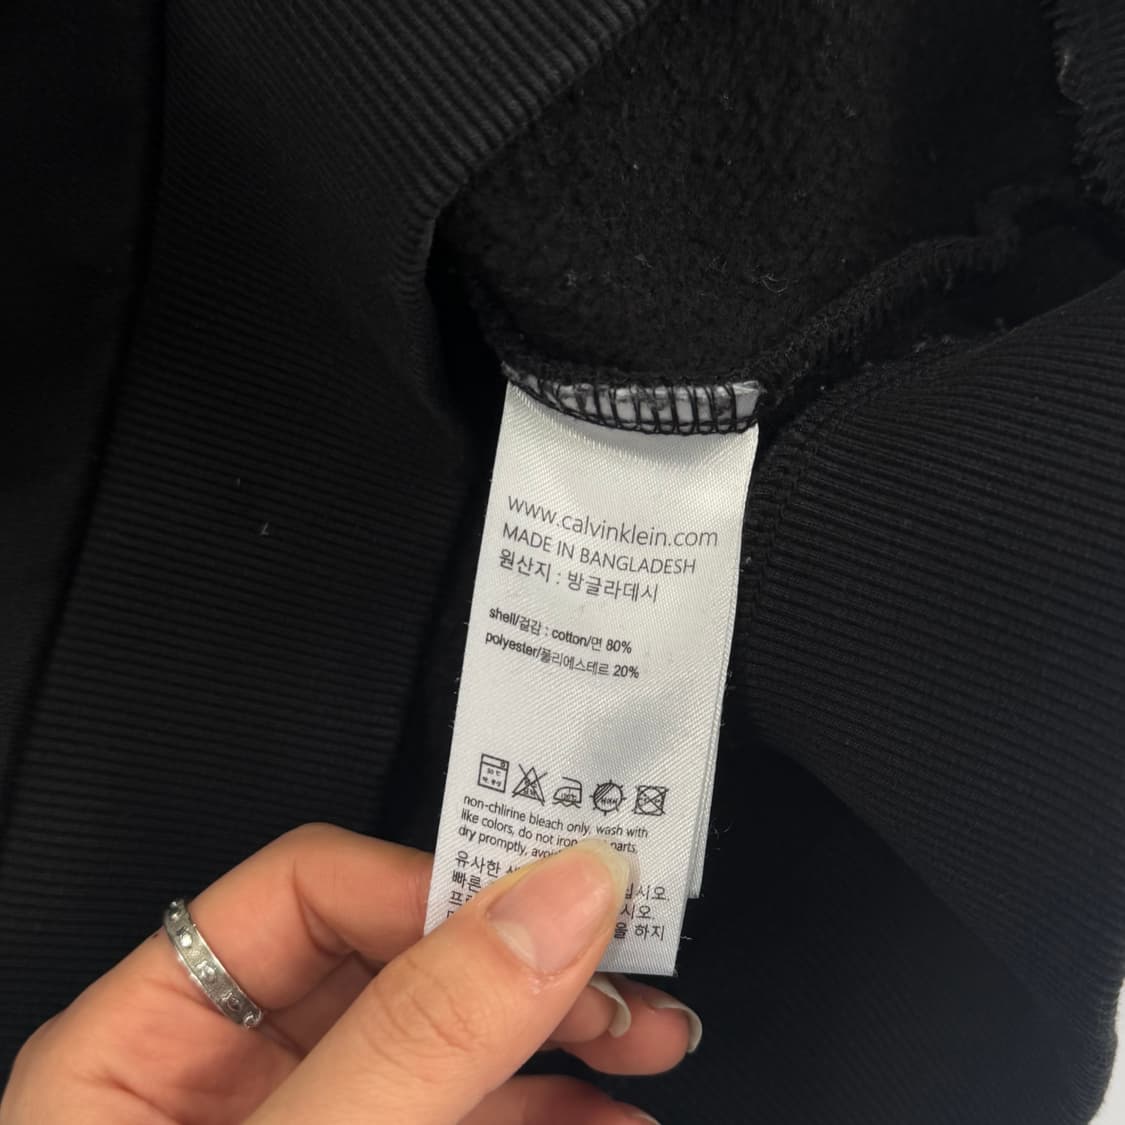 www.calvinklein.com
MADE IN BANGLADESH
원산지 : 방글라데시
shell/겉감 : cotton/면 80%
polyester/폴리에스테르 20%
non-chlirine bleach only, wash with
like colors, do not iron parts.
dry promptly,
유사한 십시오.
빠른 시오.
을 하지